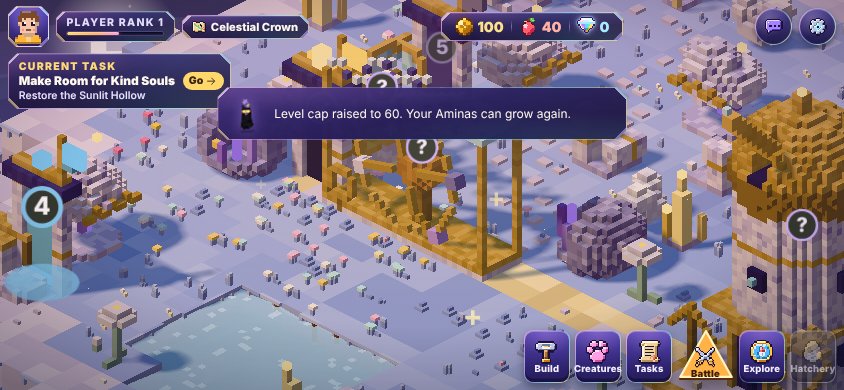 PLAYER RANK 1
Celestial Crown
100
40
0
5
CURRENT TASK
Make Room for Kind Souls
Go →
Restore the Sunlit Hollow
?
Level cap raised to 60. Your Aminas can grow again.
?
4
?
Build
Creatures
Tasks
Battle
Explore
Hatchery